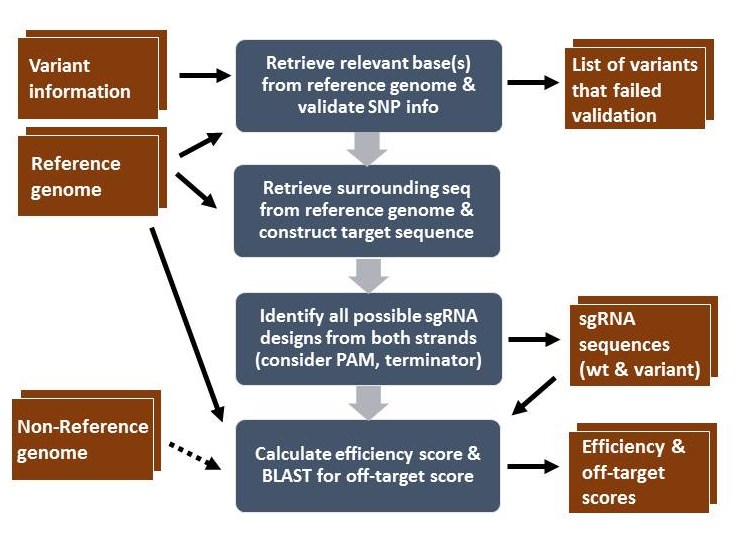 Variant
information
Retrieve relevant base(s)
from reference genome &
validate SNP info
List of variants
that failed
validation
Reference
genome
Retrieve surrounding seq
from reference genome &
construct target sequence
Identify all possible sgRNA
designs from both strands
(consider PAM, terminator)
sgRNA
sequences
(wt & variant)
Non-Reference
genome
Calculate efficiency score &
BLAST for off-target score
Efficiency &
off-target
scores